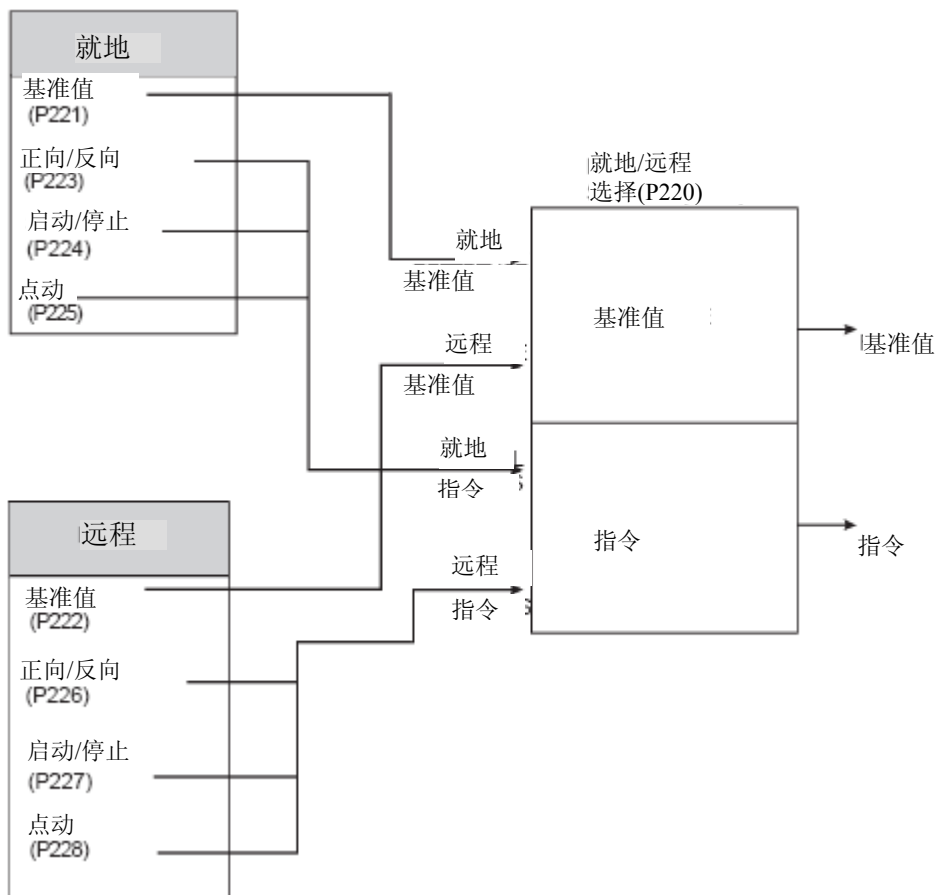 就地
基准值
(P221)
正向/反向
(P223)
启动/停止
(P224)
点动
(P225)
就地/远程
选择(P220)
就地
基准值
远程
基准值
就地
指令
远程
指令
基准值
指令
基准值
指令
远程
基准值
(P222)
正向/反向
(P226)
启动/停止
(P227)
点动
(P228)